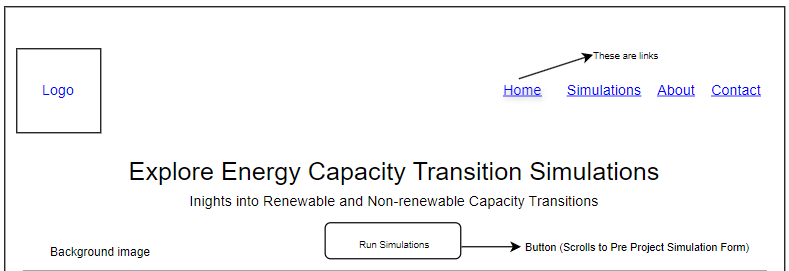 These are links
Logo
Home Simulations About Contact
Explore Energy Capacity Transition Simulations
Inights into Renewable and Non-renewable Capacity Transitions
Run Simulations
Button (Scrolls to Pre Project Simulation Form)
Background image